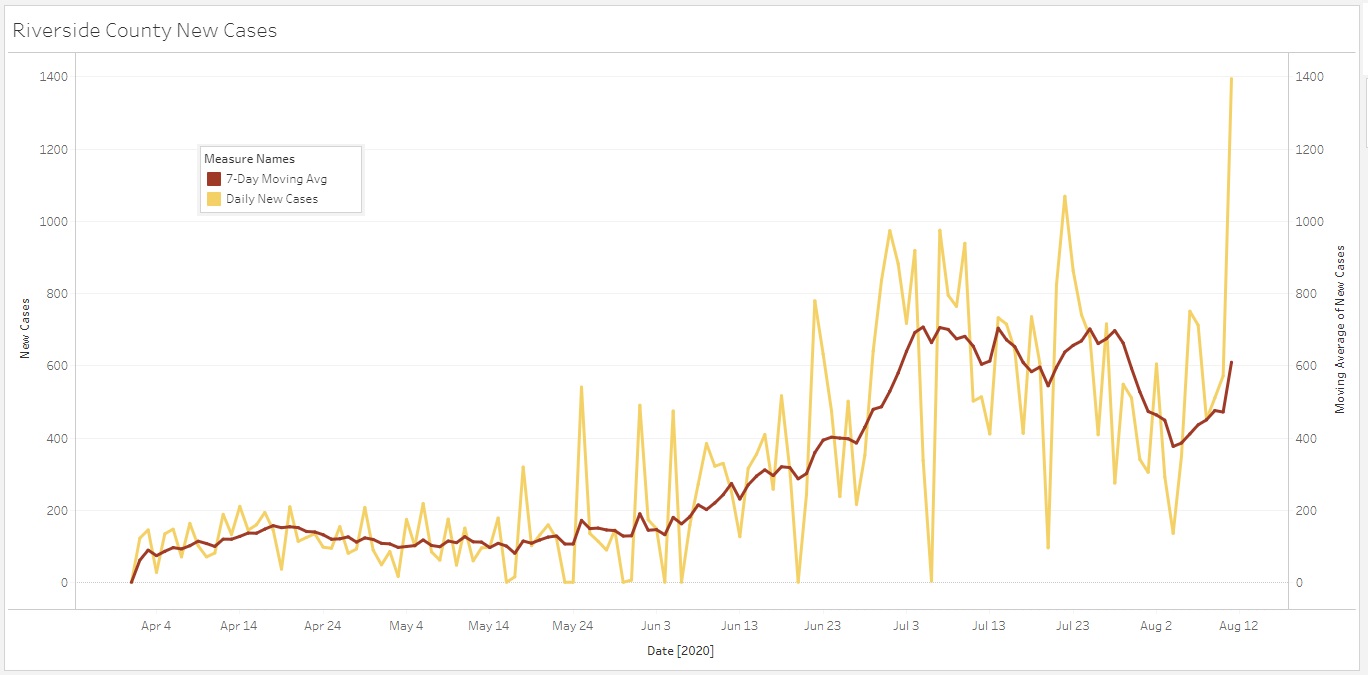 Riverside County New Cases
1400
1200
1000
800
600
400
200
0
New Cases
Measure Names
7-Day Moving Avg
Daily New Cases
1400
1200
1000
800
600
400
200
0
Moving Average of New Cases
Apr 4 Apr 14 Apr 24 May 4 May 14 May 24 Jun 3 Jun 13 Jun 23 Jul 3 Jul 13 Jul 23 Aug 2 Aug 12
Date [2020]